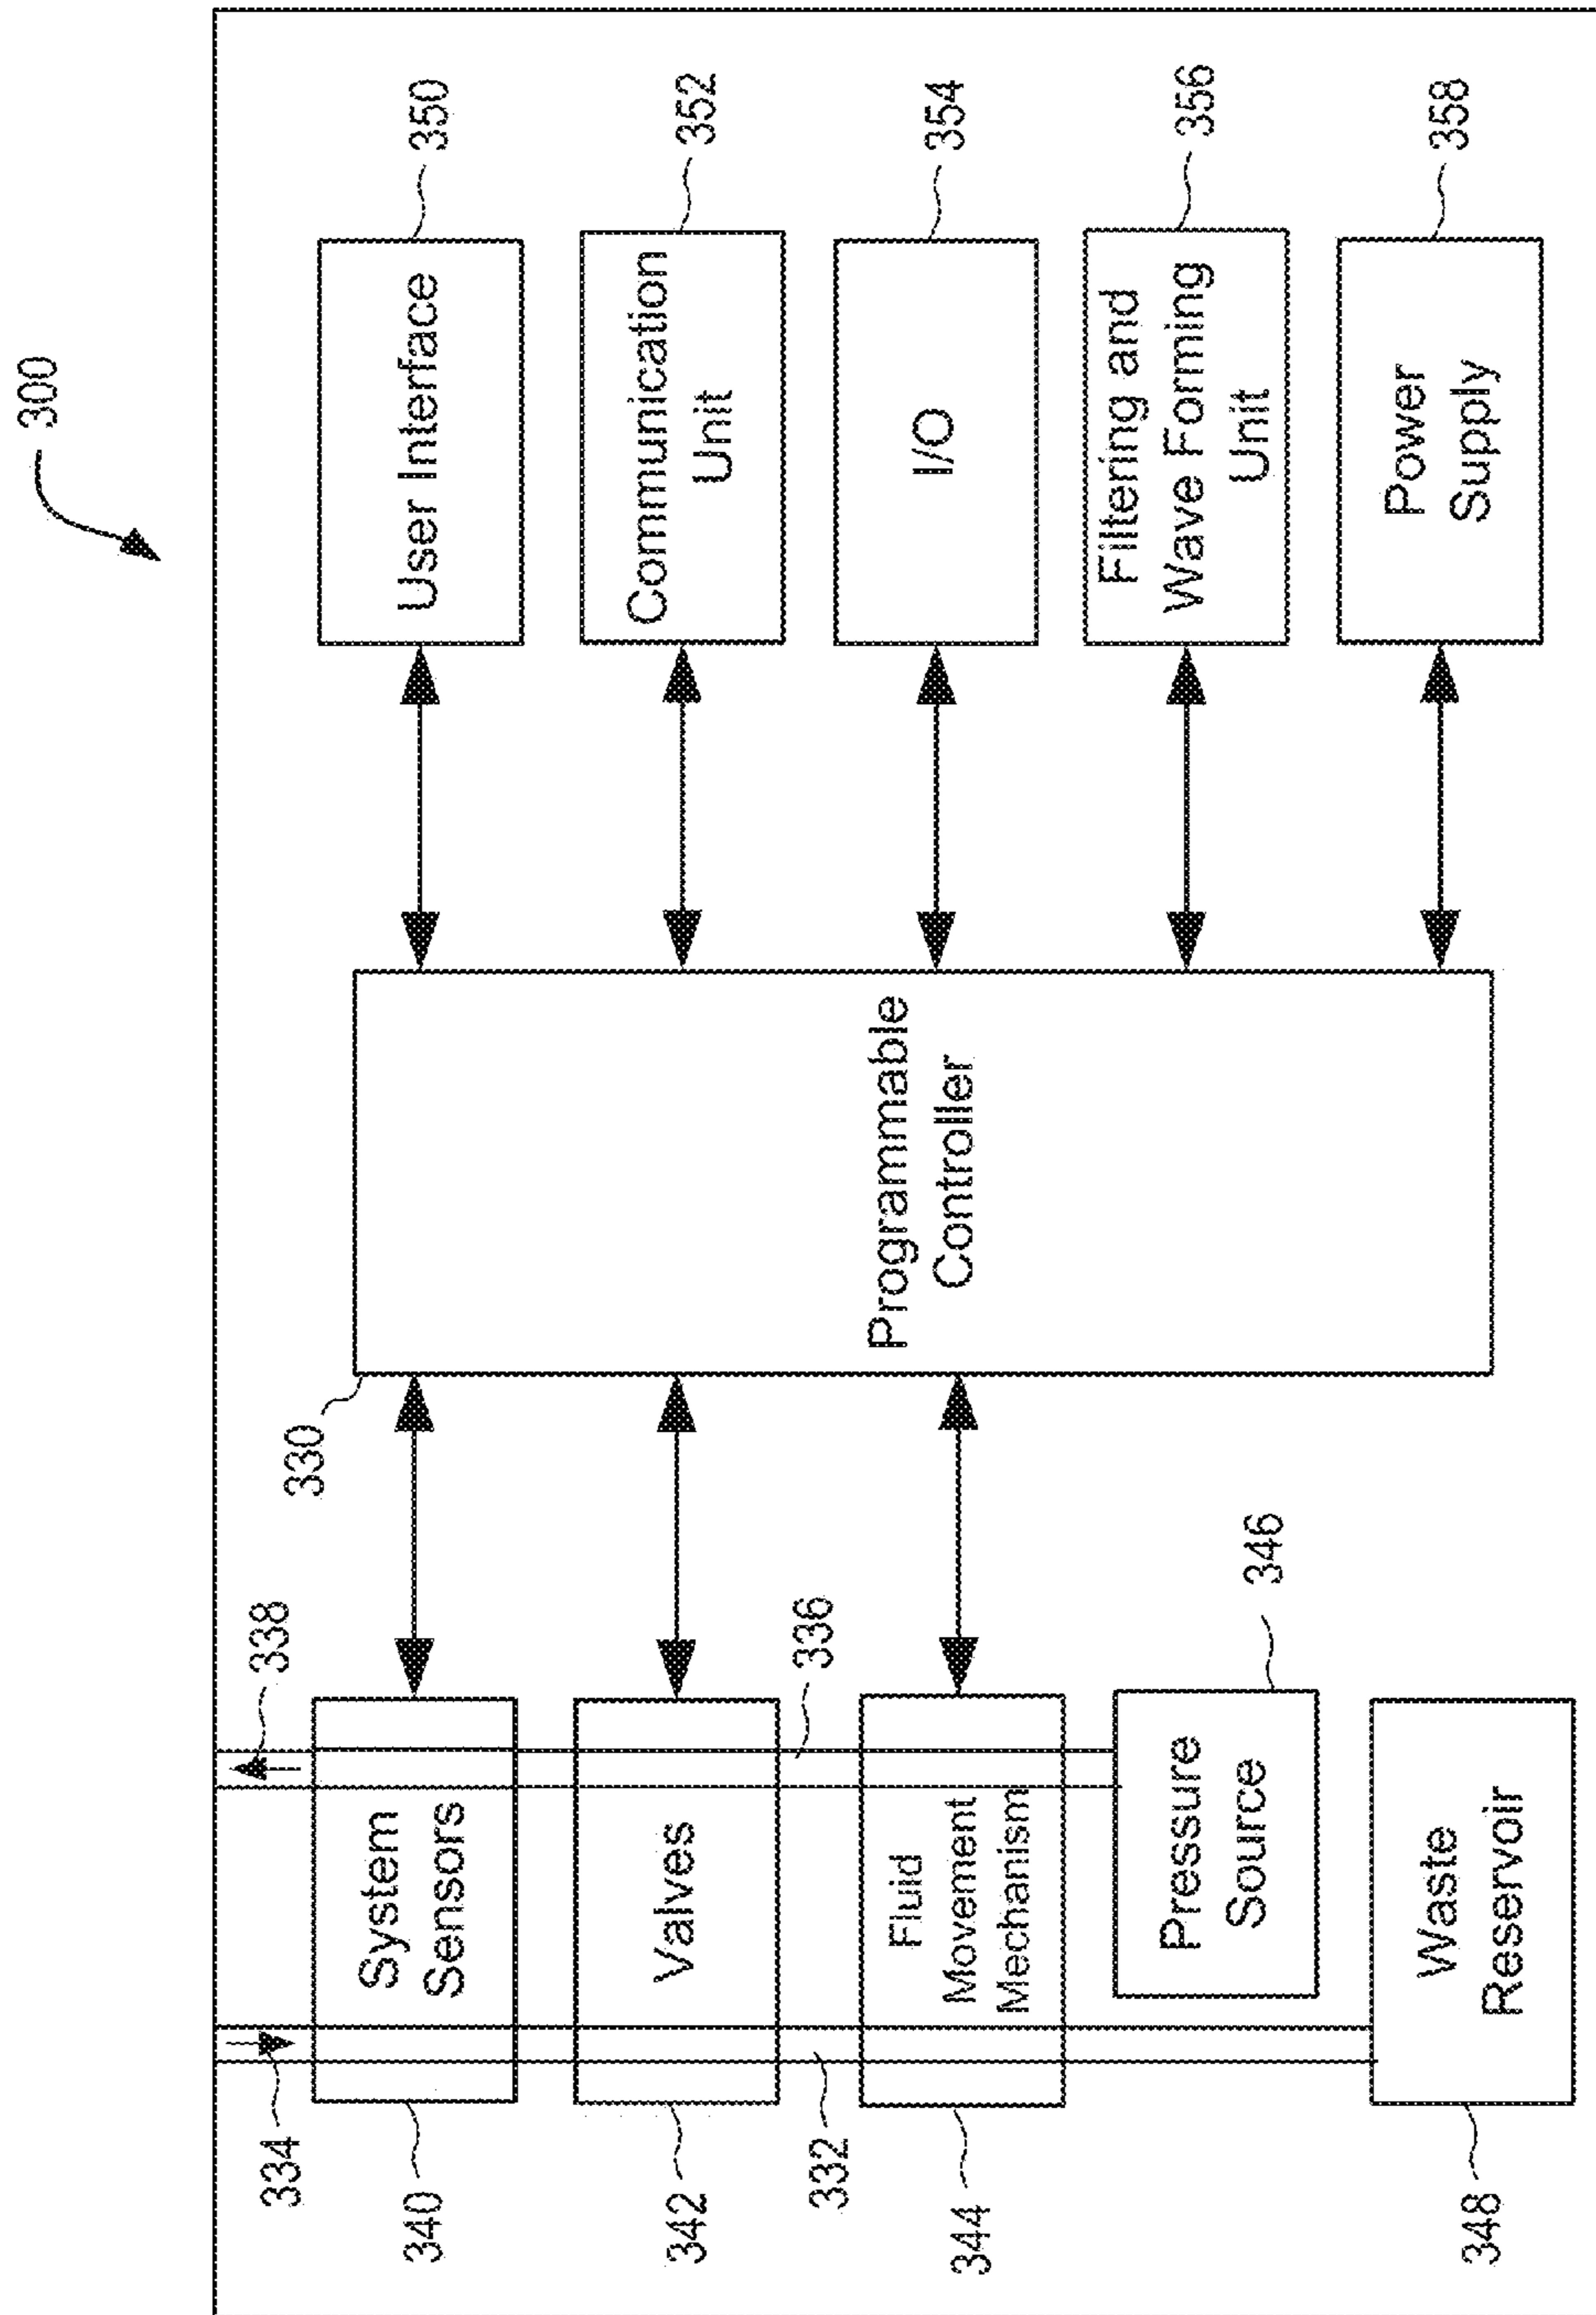 300
334
340
System
Sensors
338
342
Valves
332
336
344
Fluid
Movement
Mechanism
Pressure
Source
346
348
Waste
Reservoir
330
Programmable
Controller
User Interface
350
Communication
Unit
352
I/O
354
Filtering and
Wave Forming
Unit
356
Power
Supply
358